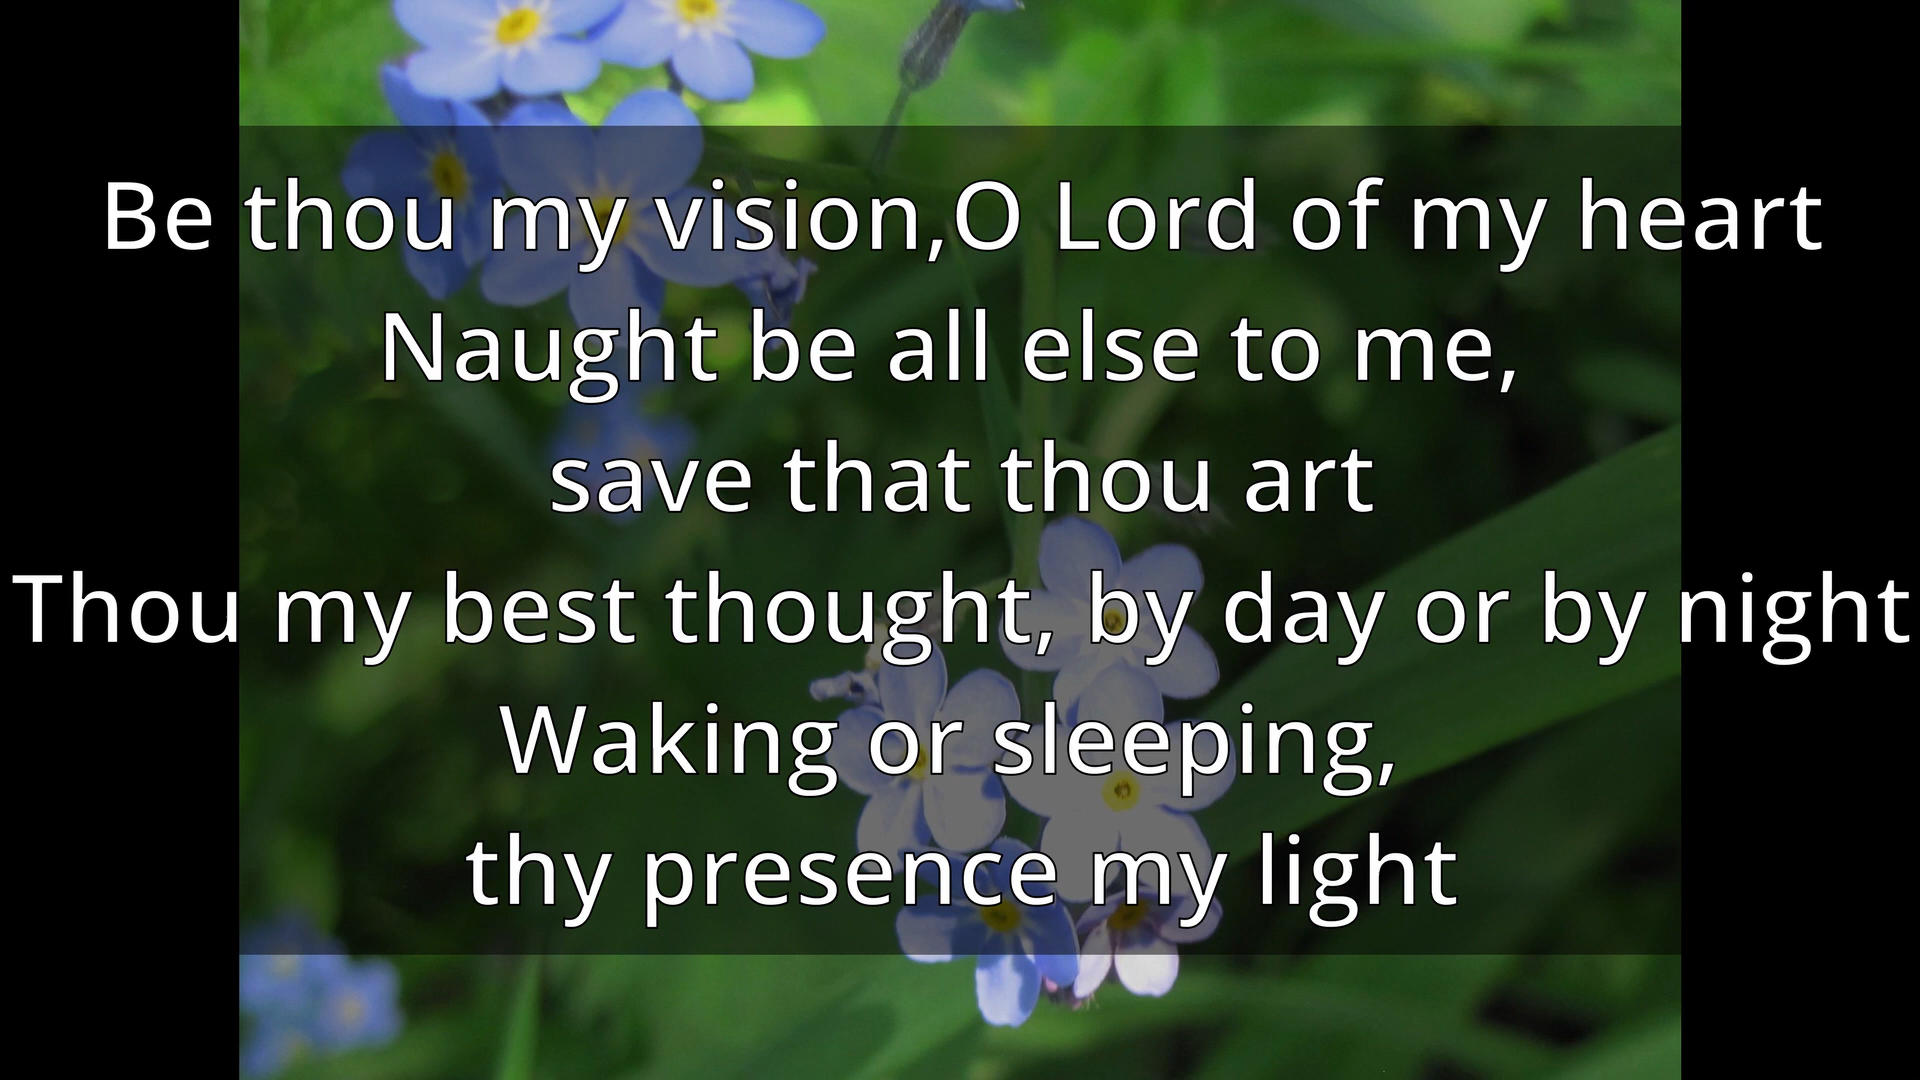 Be thou my vision,O Lord of my heart
Naught be all else to me,
save that thou art
Thou my best thought, by day or by night
Waking or sleeping,
thy presence my light